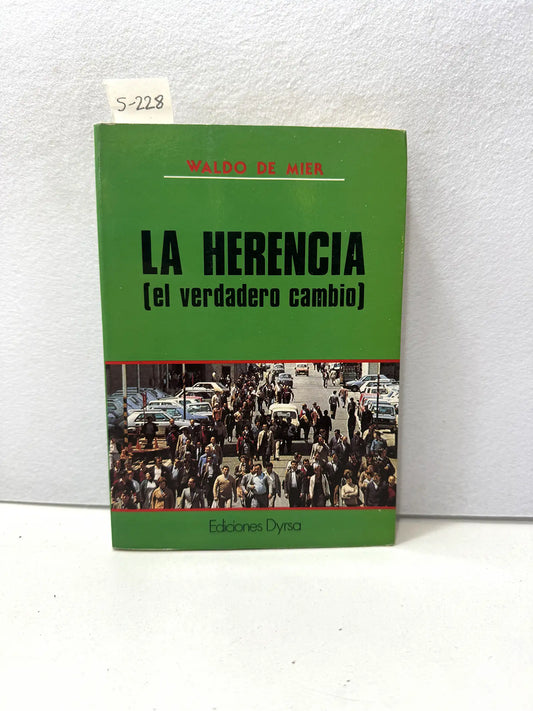 S-228
WALDO DE MIER
LA HERENCIA
(el verdadero cambio)
Ediciones Dyrsa